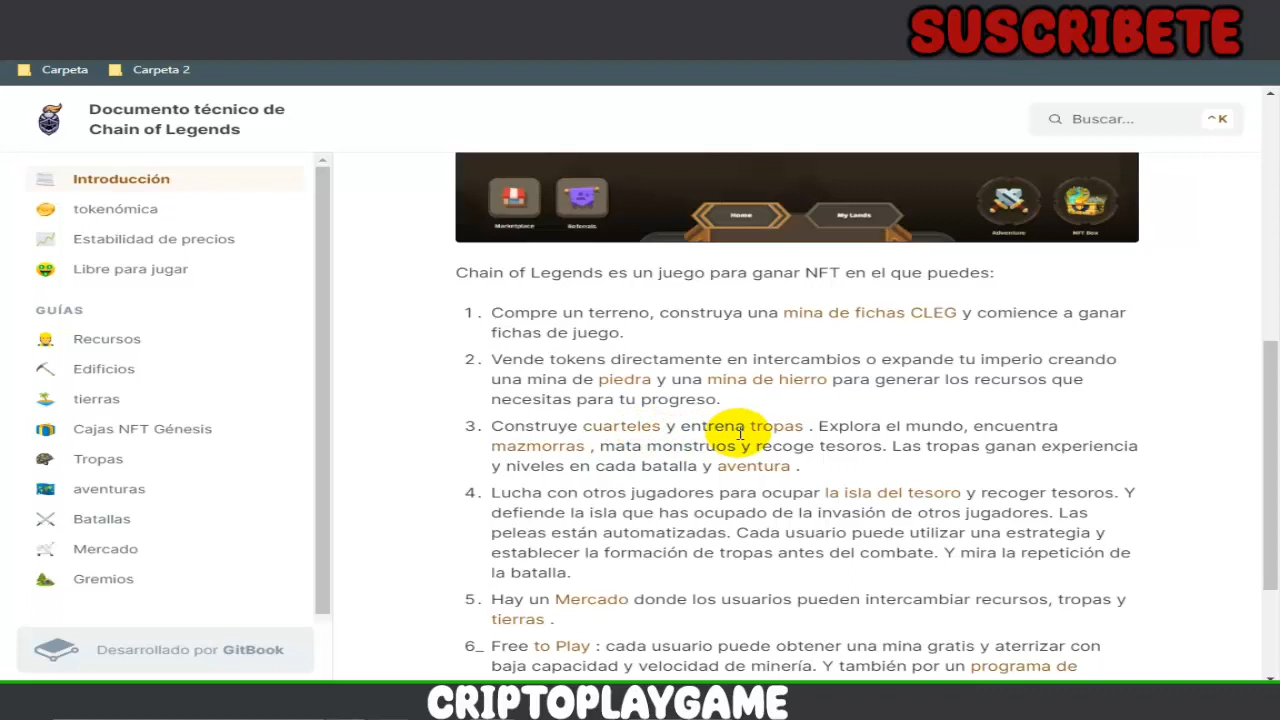 SUSCRIBETE
Carpeta
Carpeta 2
Documento técnico de
Chain of Legends
Buscar...
^ K
Introducción
tokenómica
Estabilidad de precios
Libre para jugar
GUÍAS
Recursos
Edificios
tierras
Cajas NFT Génesis
Tropas
aventuras
Batallas
Mercado
Gremios
Desarrollado por GitBook
Marketplace
Referrals
Home
My Lands
Adventure
NFT Box
Chain of Legends es un juego para ganar NFT en el que puedes:
1. Compre un terreno, construya una mina de fichas CLEG y comience a ganar
fichas de juego.
2. Vende tokens directamente en intercambios o expande tu imperio creando
una mina de piedra y una mina de hierro para generar los recursos que
necesitas para tu progreso.
3. Construye cuarteles y entrena tropas . Explora el mundo, encuentra
mazmorras , mata monstruos y recoge tesoros. Las tropas ganan experiencia
y niveles en cada batalla y aventura .
4. Lucha con otros jugadores para ocupar la isla del tesoro y recoger tesoros. Y
defiende la isla que has ocupado de la invasión de otros jugadores. Las
peleas están automatizadas. Cada usuario puede utilizar una estrategia y
establecer la formación de tropas antes del combate. Y mira la repetición de
la batalla.
5. Hay un Mercado donde los usuarios pueden intercambiar recursos, tropas y
tierras .
6_ Free to Play : cada usuario puede obtener una mina gratis y aterrizar con
baja capacidad y velocidad de minería. Y también por un programa de
CRIPTOPLAYGAME